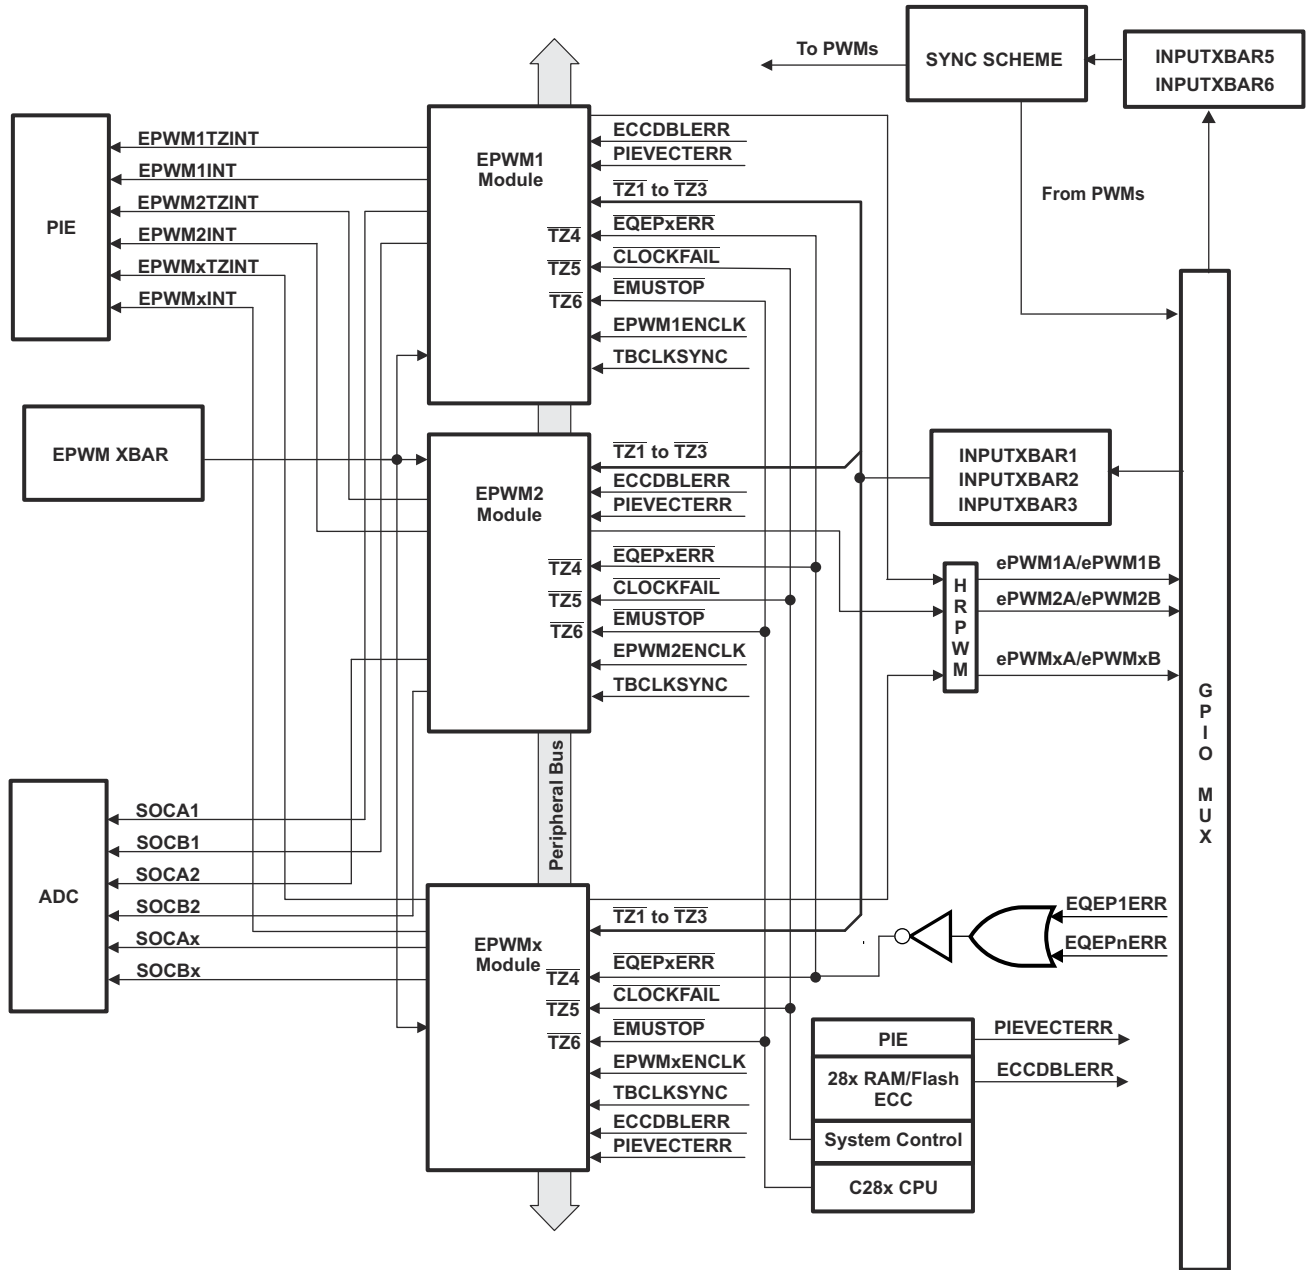 To PWMs
SYNC SCHEME
INPUTXBAR5
INPUTXBAR6
From PWMs
PIE
EPWM1TZINT
EPWM1INT
EPWM2TZINT
EPWM2INT
EPWMxTZINT
EPWMxINT
EPWM1
Module
ECCDBLERR
PIEVECTERR
TZ1 to TZ3
TZ4
EQEPxERR
TZ5
CLOCKFAIL
TZ6
EMUSTOP
EPWM1ENCLK
TBCLKSYNC
EPWM XBAR
EPWM2
Module
TZ1 to TZ3
ECCDBLERR
PIEVECTERR
TZ4
EQEPxERR
TZ5
CLOCKFAIL
TZ6
EMUSTOP
EPWM2ENCLK
TBCLKSYNC
INPUTXBAR1
INPUTXBAR2
INPUTXBAR3
HRPWM
ePWM1A/ePWM1B
ePWM2A/ePWM2B
ePWMxA/ePWMxB
GPIO MUX
Peripheral Bus
ADC
SOCA1
SOCB1
SOCA2
SOCB2
SOCAx
SOCBx
EPWMx
Module
TZ1 to TZ3
TZ4
EQEPxERR
TZ5
CLOCKFAIL
TZ6
EMUSTOP
EPWMxENCLK
TBCLKSYNC
ECCDBLERR
PIEVECTERR
EQEP1ERR
EQEPnERR
PIE
PIEVECTERR
28x RAM/Flash
ECC
ECCDBLERR
System Control
C28x CPU